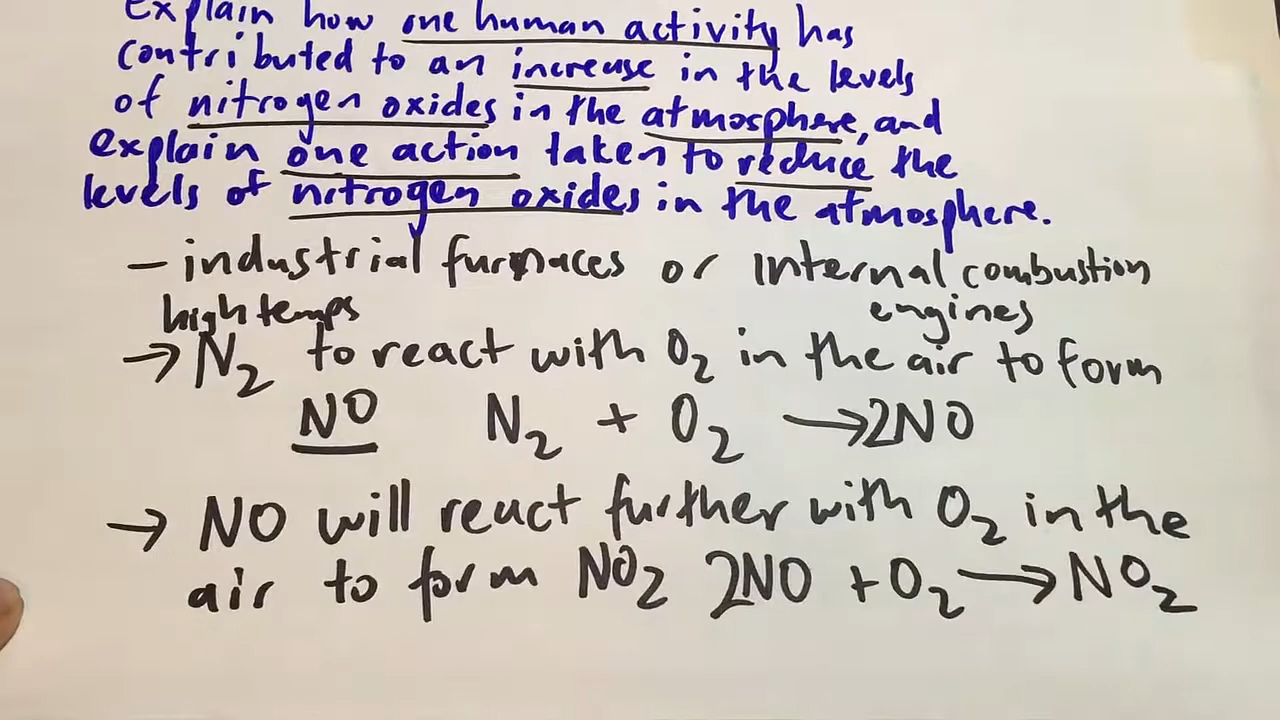 Explain how one human activity has
contributed to an increase in the levels
of nitrogen oxides in the atmosphere, and
explain one action taken to reduce the
levels of nitrogen oxides in the atmosphere.
- industrial furnaces or internal combustion
high temps engines
→ N₂ to react with O₂ in the air to form
NO N₂ + O₂ → 2NO
→ NO will react further with O₂ in the
air to form NO₂ 2NO + O₂ → NO₂